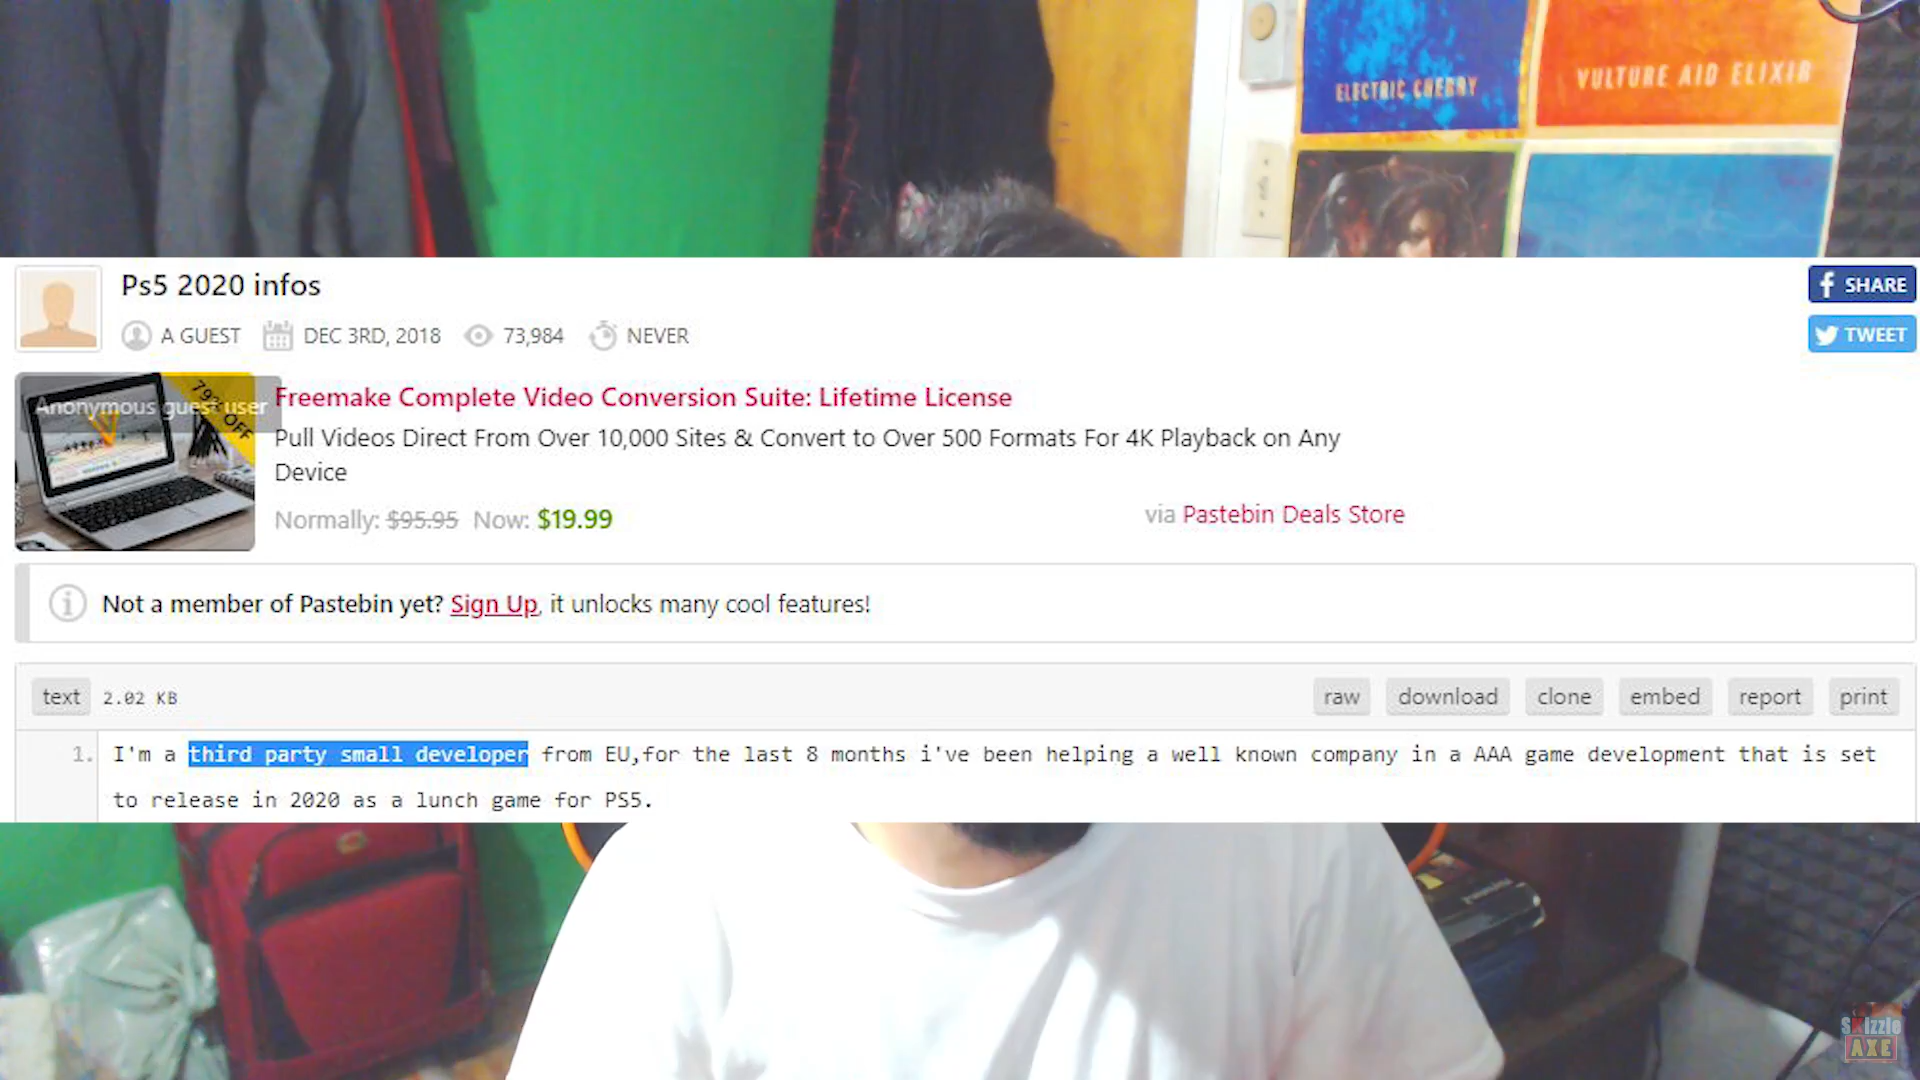 ELECTRIC CHERRY
VULTURE AID ELIXIR
Ps5 2020 infos
SHARE
A GUEST DEC 3RD, 2018 73,984 NEVER
TWEET
79% OFF
Anonymous guest user
Freemake Complete Video Conversion Suite: Lifetime License
Pull Videos Direct From Over 10,000 Sites & Convert to Over 500 Formats For 4K Playback on Any
Device
Normally: $95.95 Now: $19.99
via Pastebin Deals Store
Not a member of Pastebin yet? Sign Up, it unlocks many cool features!
text 2.02 KB
raw download clone embed report print
1. I'm a third party small developer from EU,for the last 8 months i've been helping a well known company in a AAA game development that is set
to release in 2020 as a lunch game for PS5.
Skizzle
AXE